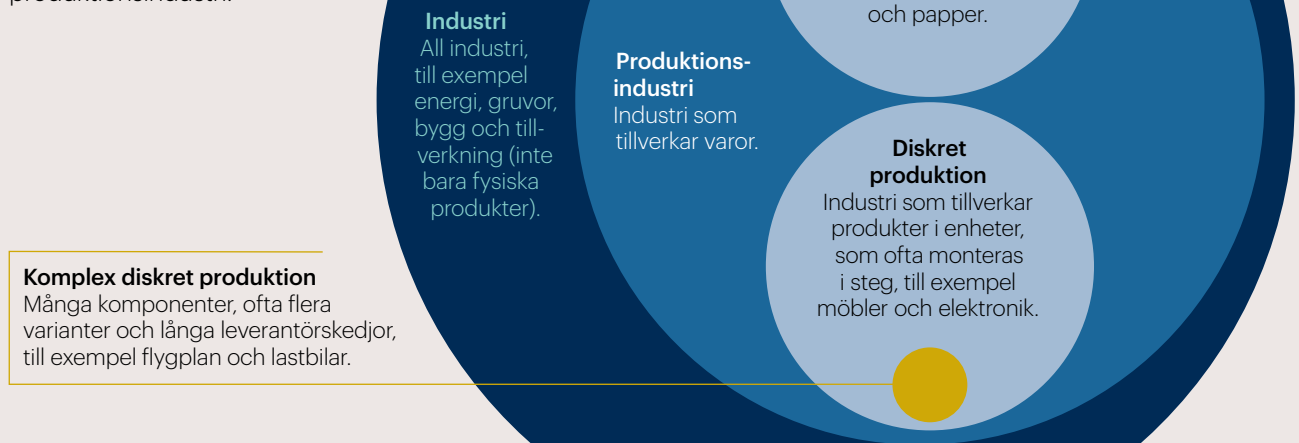 produktionsindustri.
och papper.
Industri
All industri,
till exempel
energi, gruvor,
bygg och till-
verkning (inte
bara fysiska
produkter).
Produktions-
industri
Industri som
tillverkar varor.
Diskret
produktion
Industri som tillverkar
produkter i enheter,
som ofta monteras
i steg, till exempel
möbler och elektronik.
Komplex diskret produktion
Många komponenter, ofta flera
varianter och långa leverantörskedjor,
till exempel flygplan och lastbilar.